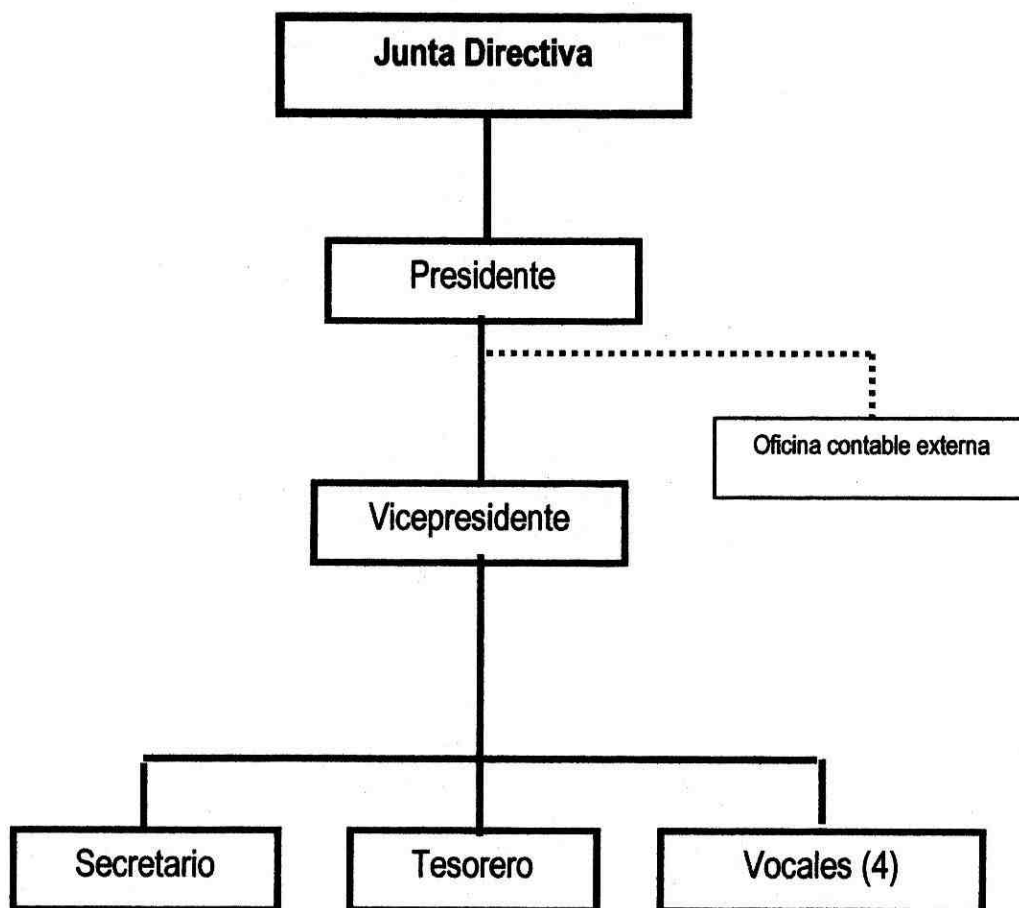 Junta Directiva
Presidente
Oficina contable externa
Vicepresidente
Secretario
Tesorero
Vocales (4)